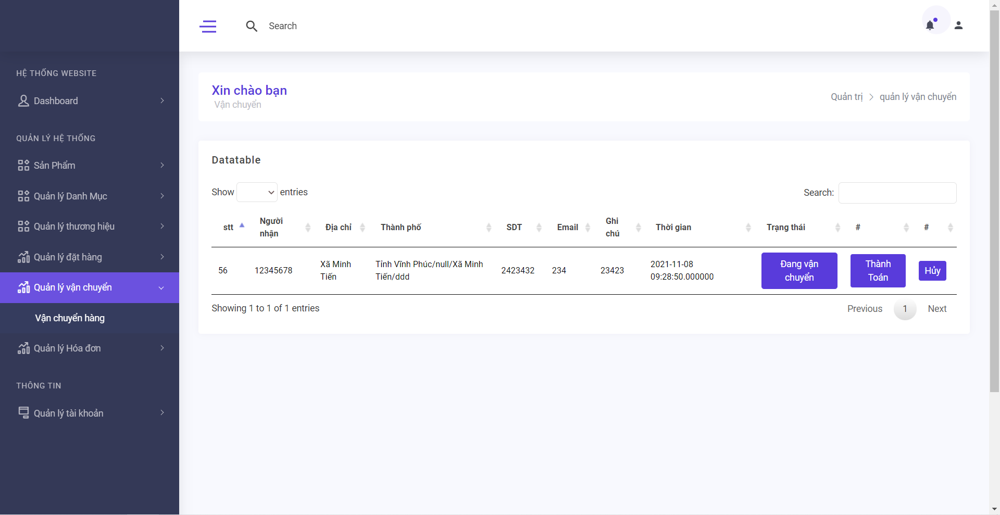 Search
HỆ THỐNG WEBSITE
Dashboard
QUẢN LÝ HỆ THỐNG
Sản Phẩm
Quản lý Danh Mục
Quản lý thương hiệu
Quản lý đặt hàng
Quản lý vận chuyển
Vận chuyển hàng
Quản lý Hóa đơn
THÔNG TIN
Quản lý tài khoản
Xin chào bạn
Vận chuyển
Quản trị > quản lý vận chuyển
Datatable
Show entries
Search:
stt Người nhận Địa chỉ Thành phố SDT Email Ghi chú Thời gian Trạng thái # #
56 12345678 Xã Minh Tiến Tỉnh Vĩnh Phúc/null/Xã Minh Tiến/ddd 2423432 234 23423 2021-11-08 09:28:50.000000 Đang vận chuyển Thành Toán Hủy
Showing 1 to 1 of 1 entries
Previous 1 Next